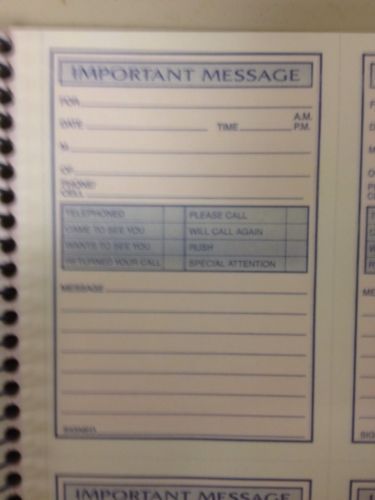 IMPORTANT MESSAGE
FOR
A.M.
DATE TIME P.M.
M
OF
PHONE/
CELL
TELEPHONED PLEASE CALL
CAME TO SEE YOU WILL CALL AGAIN
WANTS TO SEE YOU RUSH
RETURNED YOUR CALL SPECIAL ATTENTION
MESSAGE
SIGNED
IMPORTANT MESSAGE